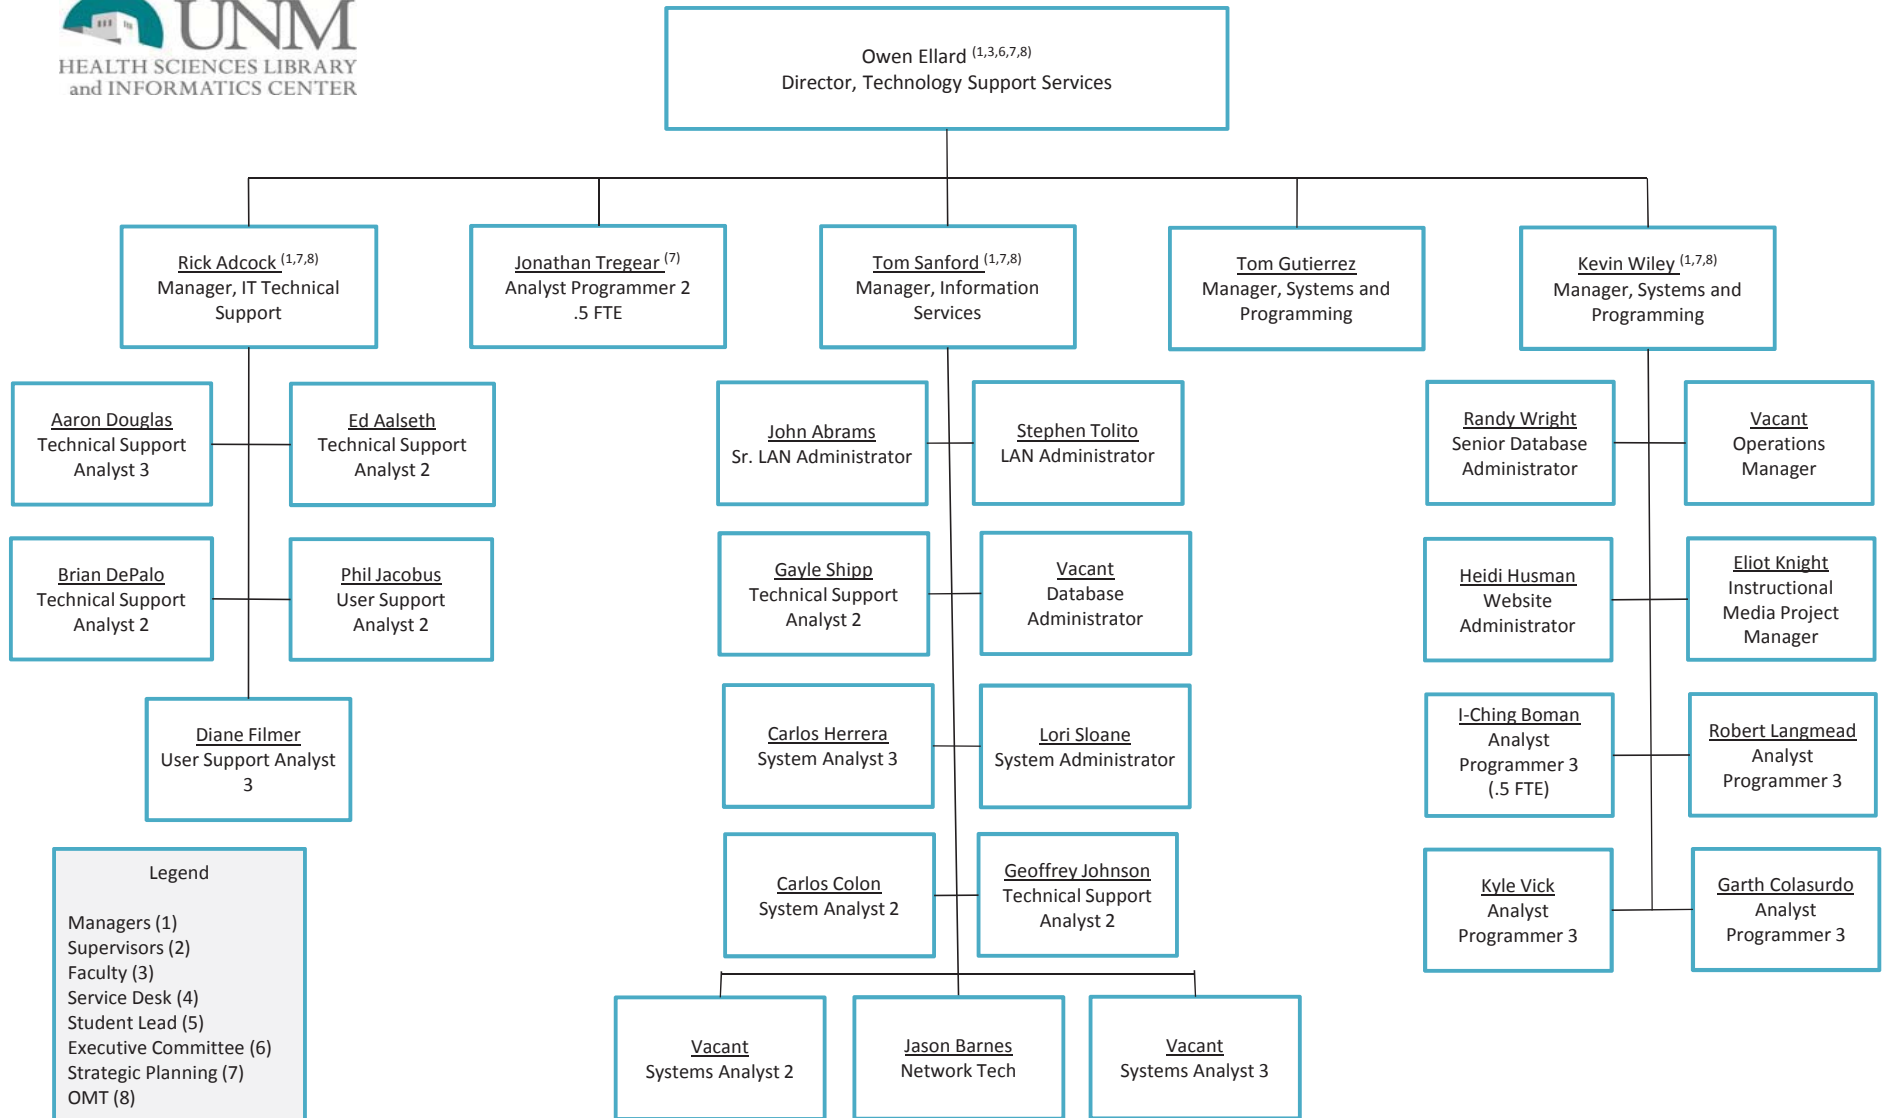 UNM
HEALTH SCIENCES LIBRARY
and INFORMATICS CENTER
Owen Ellard (1,3,6,7,8)
Director, Technology Support Services
Rick Adcock (1,7,8)
Manager, IT Technical
Support
Jonathan Tregear (7)
Analyst Programmer 2
.5 FTE
Tom Sanford (1,7,8)
Manager, Information
Services
Tom Gutierrez
Manager, Systems and
Programming
Kevin Wiley (1,7,8)
Manager, Systems and
Programming
Aaron Douglas
Technical Support
Analyst 3
Ed Aalseth
Technical Support
Analyst 2
Brian DePalo
Technical Support
Analyst 2
Phil Jacobus
User Support
Analyst 2
Diane Filmer
User Support Analyst
3
John Abrams
Sr. LAN Administrator
Stephen Tolito
LAN Administrator
Gayle Shipp
Technical Support
Analyst 2
Vacant
Database
Administrator
Carlos Herrera
System Analyst 3
Lori Sloane
System Administrator
Carlos Colon
System Analyst 2
Geoffrey Johnson
Technical Support
Analyst 2
Vacant
Systems Analyst 2
Jason Barnes
Network Tech
Vacant
Systems Analyst 3
Randy Wright
Senior Database
Administrator
Vacant
Operations
Manager
Heidi Husman
Website
Administrator
Eliot Knight
Instructional
Media Project
Manager
I-Ching Boman
Analyst
Programmer 3
(.5 FTE)
Robert Langmead
Analyst
Programmer 3
Kyle Vick
Analyst
Programmer 3
Garth Colasurdo
Analyst
Programmer 3
Legend
Managers (1)
Supervisors (2)
Faculty (3)
Service Desk (4)
Student Lead (5)
Executive Committee (6)
Strategic Planning (7)
OMT (8)